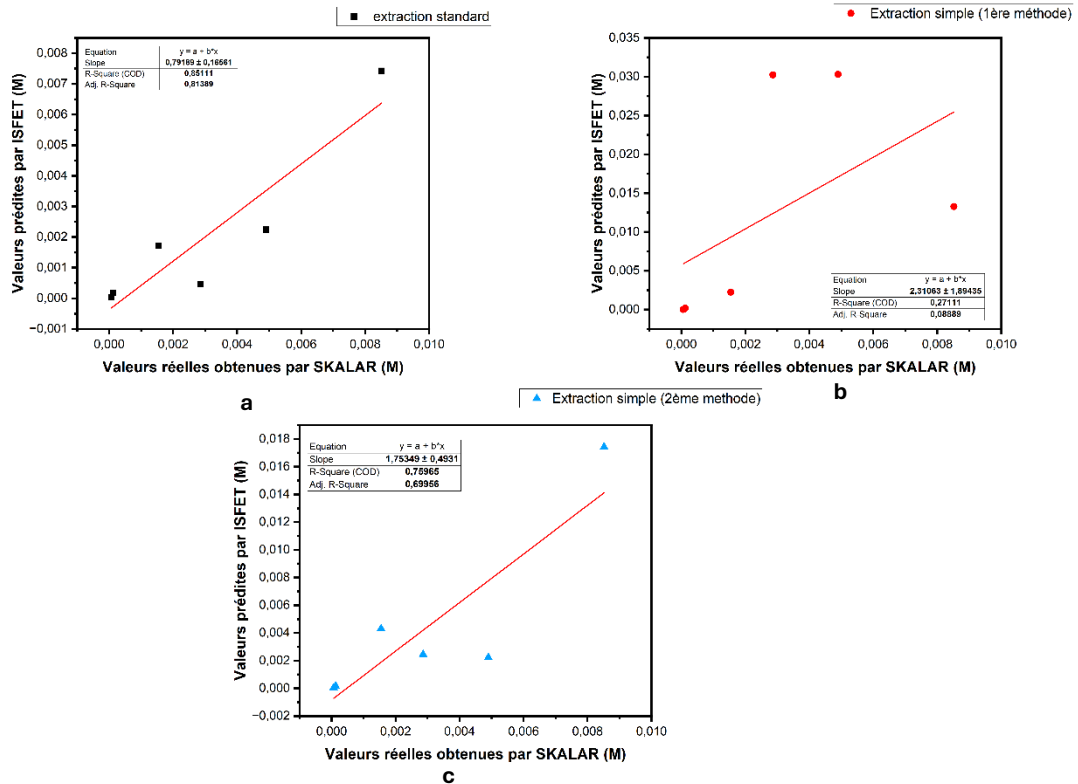 extraction standard
Equation y = a + b*x
Slope 0,79189 ± 0,16561
R-Square (COD) 0,85111
Adj. R-Square 0,81389
0,008
0,007
0,006
0,005
0,004
0,003
0,002
0,001
0,000
−0,001
Valeurs prédites par ISFET (M)
0,000 0,002 0,004 0,006 0,008 0,010
Valeurs réelles obtenues par SKALAR (M)
a
Extraction simple (1ère méthode)
0,035
0,030
0,025
0,020
0,015
0,010
0,005
0,000
Valeurs prédites par ISFET (M)
Equation y = a + b*x
Slope 2,31063 ± 1,89435
R-Square (COD) 0,27111
Adj. R Square 0,08889
0,000 0,002 0,004 0,006 0,008 0,010
Valeurs réelles obtenues par SKALAR (M)
b
Extraction simple (2ème methode)
Equation y = a + b*x
Slope 1,75349 ± 0,4931
R-Square (COD) 0,75965
Adj. R-Square 0,69956
0,018
0,016
0,014
0,012
0,010
0,008
0,006
0,004
0,002
0,000
−0,002
Valeurs prédites par ISFET (M)
0,000 0,002 0,004 0,006 0,008 0,010
Valeurs réelles obtenues par SKALAR (M)
c